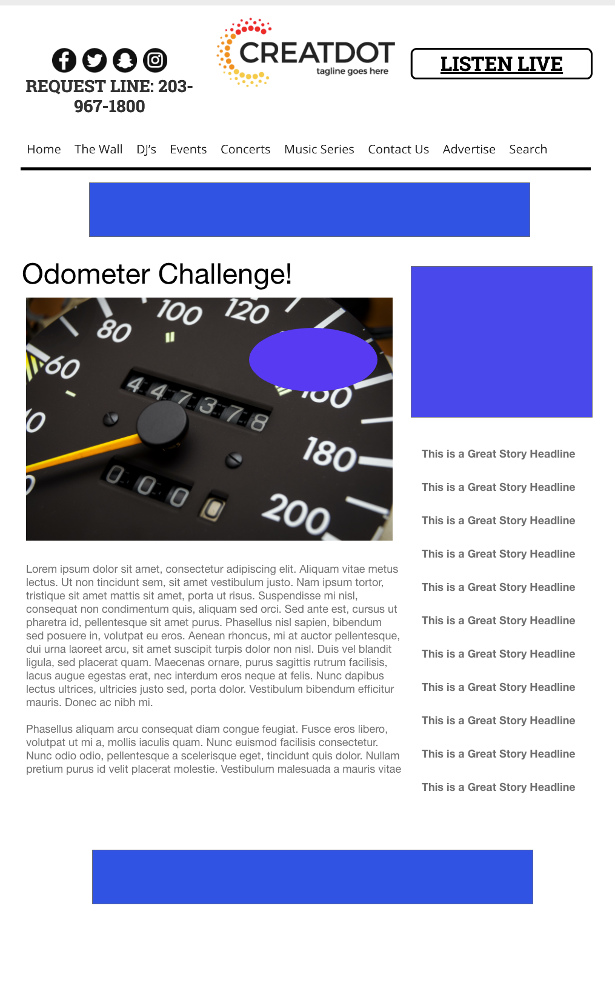 REQUEST LINE: 203-
967-1800
CREATDOT
tagline goes here
LISTEN LIVE
Home The Wall DJ's Events Concerts Music Series Contact Us Advertise Search
Odometer Challenge!
100
120
80
60
447378
160
180
000
0
200
Lorem ipsum dolor sit amet, consectetur adipiscing elit. Aliquam vitae metus
lectus. Ut non tincidunt sem, sit amet vestibulum justo. Nam ipsum tortor,
tristique sit amet mattis sit amet, porta ut risus. Suspendisse mi nisl,
consequat non condimentum quis, aliquam sed orci. Sed ante est, cursus ut
pharetra id, pellentesque sit amet purus. Phasellus nisl sapien, bibendum
sed posuere in, volutpat eu eros. Aenean rhoncus, mi at auctor pellentesque,
dui urna laoreet arcu, sit amet suscipit turpis dolor non nisl. Duis vel blandit
ligula, sed placerat quam. Maecenas ornare, purus sagittis rutrum facilisis,
lacus augue egestas erat, nec interdum eros neque at felis. Nunc dapibus
lectus ultrices, ultricies justo sed, porta dolor. Vestibulum bibendum efficitur
mauris. Donec ac nibh mi.
Phasellus aliquam arcu consequat diam congue feugiat. Fusce eros libero,
volutpat ut mi a, mollis iaculis quam. Nunc euismod facilisis consectetur.
Nunc odio odio, pellentesque a scelerisque eget, tincidunt quis dolor. Nullam
pretium purus id velit placerat molestie. Vestibulum malesuada a mauris vitae
This is a Great Story Headline
This is a Great Story Headline
This is a Great Story Headline
This is a Great Story Headline
This is a Great Story Headline
This is a Great Story Headline
This is a Great Story Headline
This is a Great Story Headline
This is a Great Story Headline
This is a Great Story Headline
This is a Great Story Headline